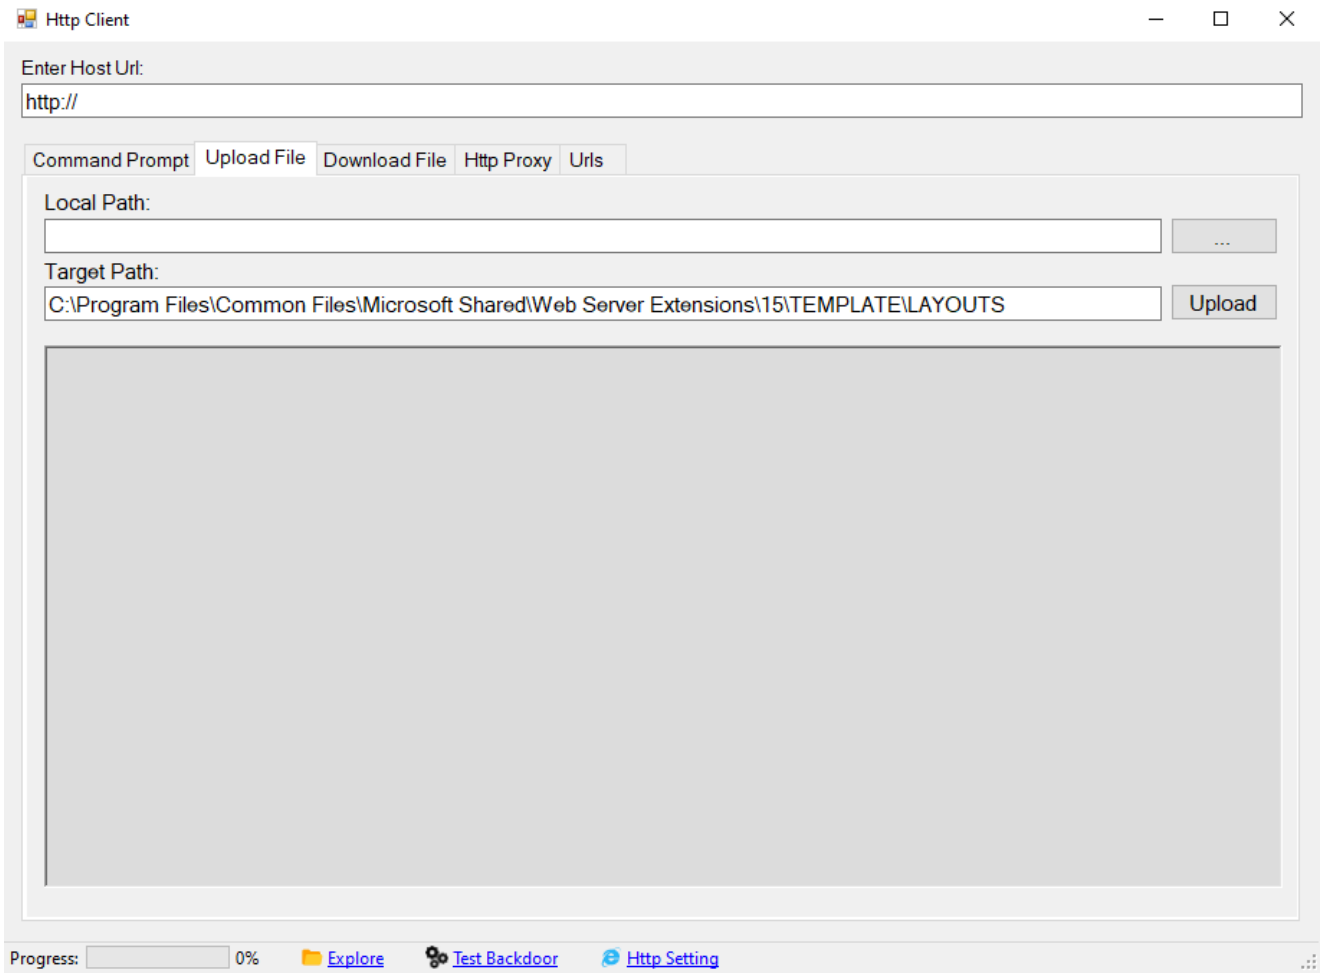 Http Client
Enter Host Url:
http://
Command Prompt Upload File Download File Http Proxy Urls
Local Path:
...
Target Path:
C:\Program Files\Common Files\Microsoft Shared\Web Server Extensions\15\TEMPLATE\LAYOUTS Upload
Progress: 0% Explore Test Backdoor Http Setting